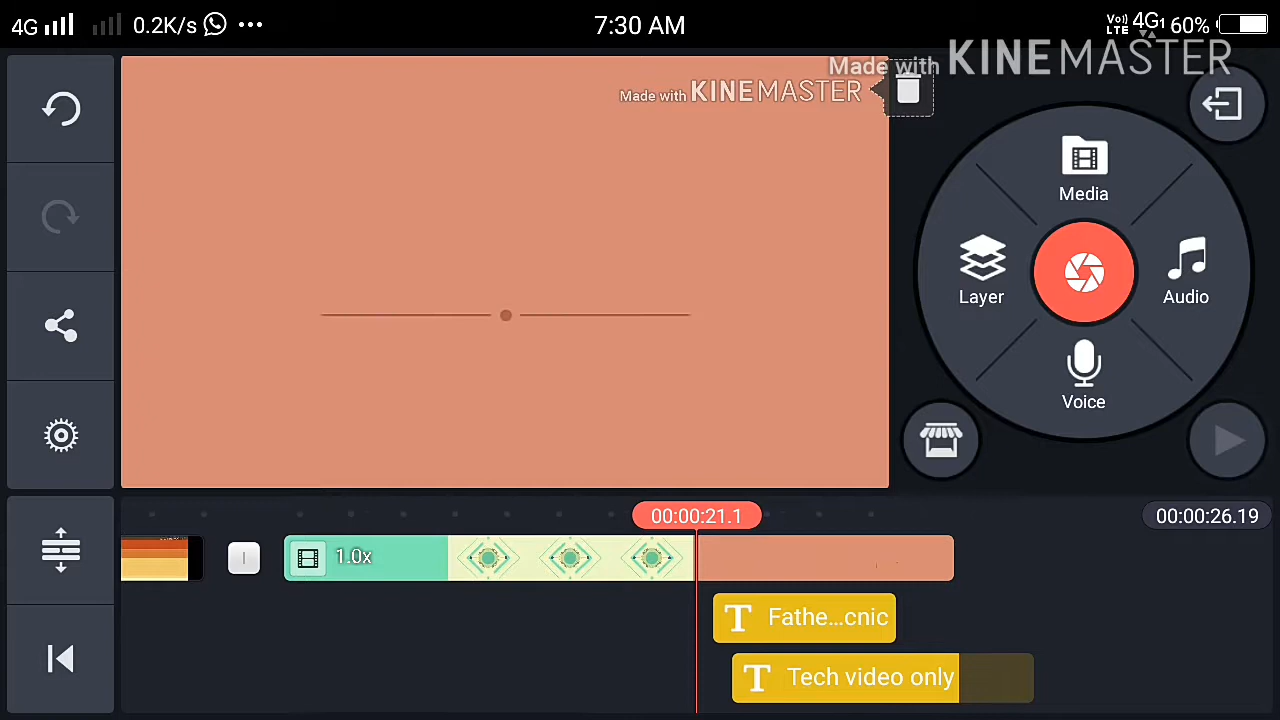 4G 0.2K/s 7:30 AM Vo) LTE 4G1 60%
Made with KINEMASTER
Made with KINEMASTER
Media
Layer
Audio
Voice
00:00:21.1
00:00:26.19
1.0x
T Fathe...cnic
T Tech video only